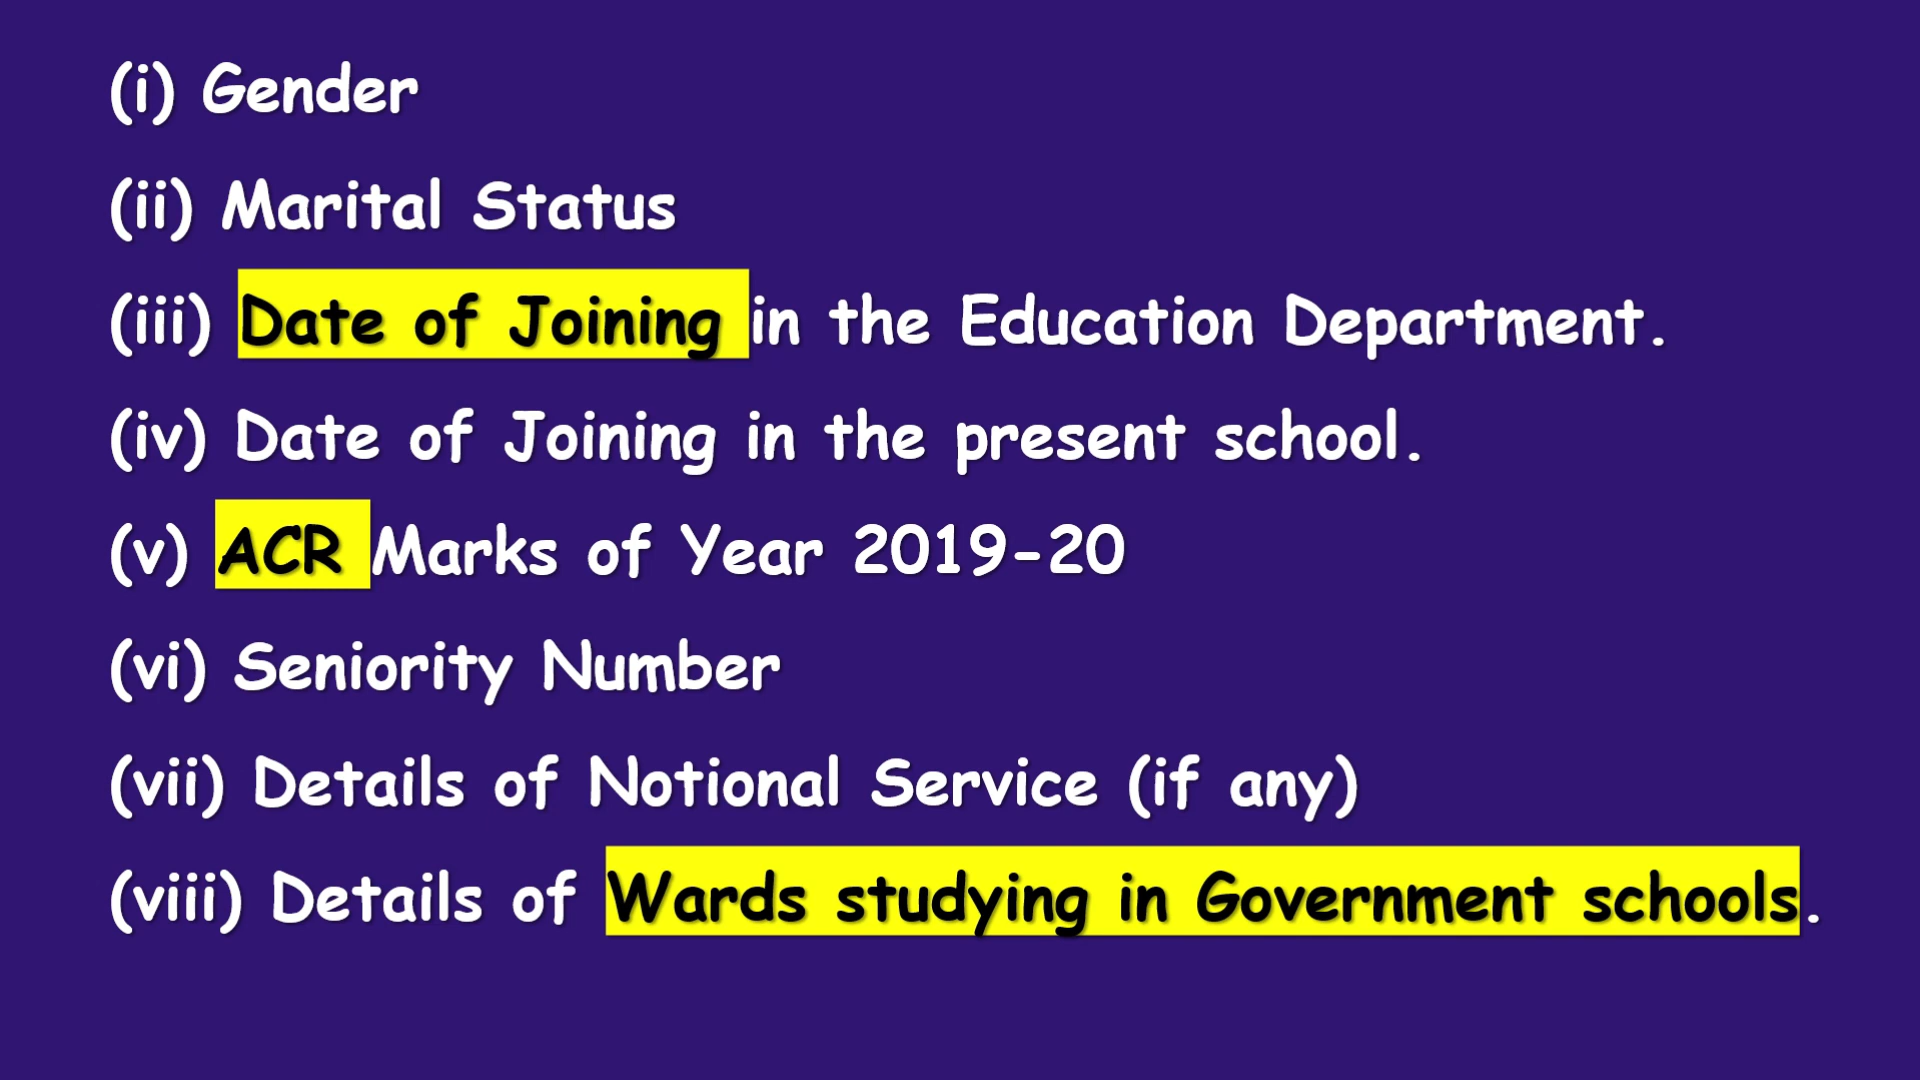 (i) Gender
(ii) Marital Status
(iii) Date of Joining in the Education Department.
(iv) Date of Joining in the present school.
(v) ACR Marks of Year 2019-20
(vi) Seniority Number
(vii) Details of Notional Service (if any)
(viii) Details of Wards studying in Government schools.